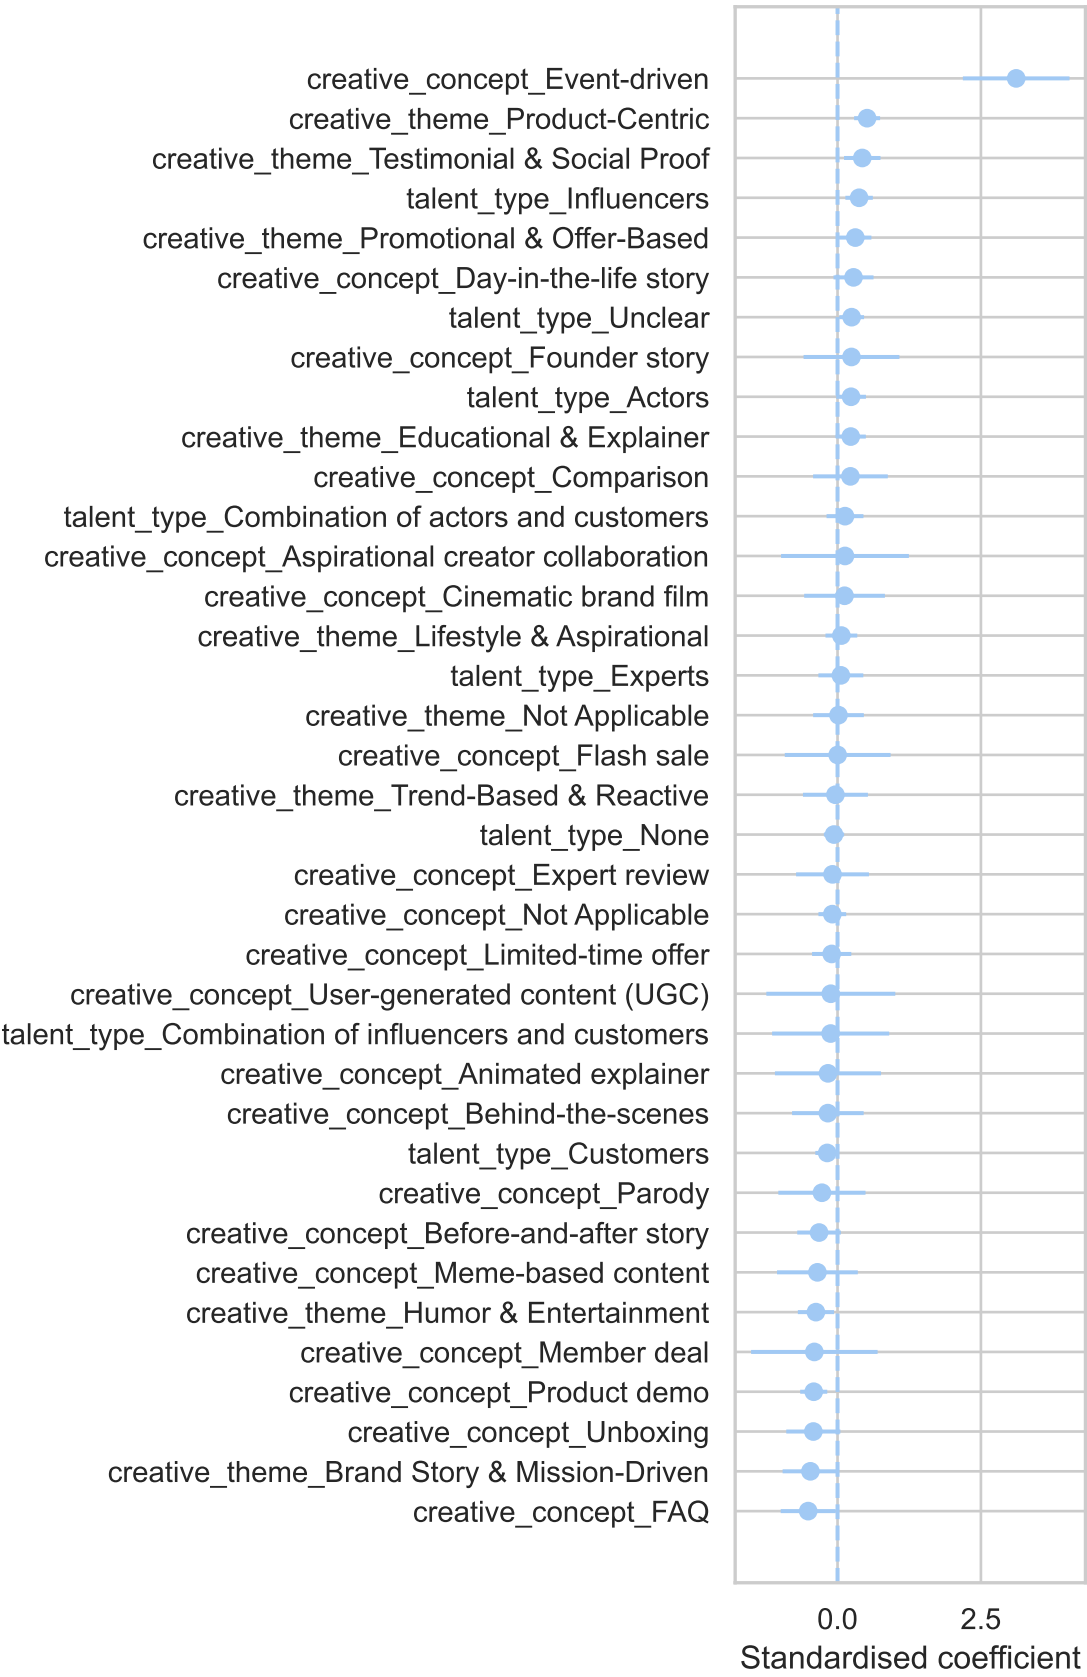 creative_concept_Event-driven
creative_theme_Product-Centric
creative_theme_Testimonial & Social Proof
talent_type_Influencers
creative_theme_Promotional & Offer-Based
creative_concept_Day-in-the-life story
talent_type_Unclear
creative_concept_Founder story
talent_type_Actors
creative_theme_Educational & Explainer
creative_concept_Comparison
talent_type_Combination of actors and customers
creative_concept_Aspirational creator collaboration
creative_concept_Cinematic brand film
creative_theme_Lifestyle & Aspirational
talent_type_Experts
creative_theme_Not Applicable
creative_concept_Flash sale
creative_theme_Trend-Based & Reactive
talent_type_None
creative_concept_Expert review
creative_concept_Not Applicable
creative_concept_Limited-time offer
creative_concept_User-generated content (UGC)
talent_type_Combination of influencers and customers
creative_concept_Animated explainer
creative_concept_Behind-the-scenes
talent_type_Customers
creative_concept_Parody
creative_concept_Before-and-after story
creative_concept_Meme-based content
creative_theme_Humor & Entertainment
creative_concept_Member deal
creative_concept_Product demo
creative_concept_Unboxing
creative_theme_Brand Story & Mission-Driven
creative_concept_FAQ
0.0 2.5
Standardised coefficient